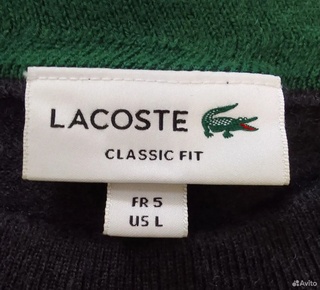 LACOSTE
CLASSIC FIT
FR 5
US L
Avito